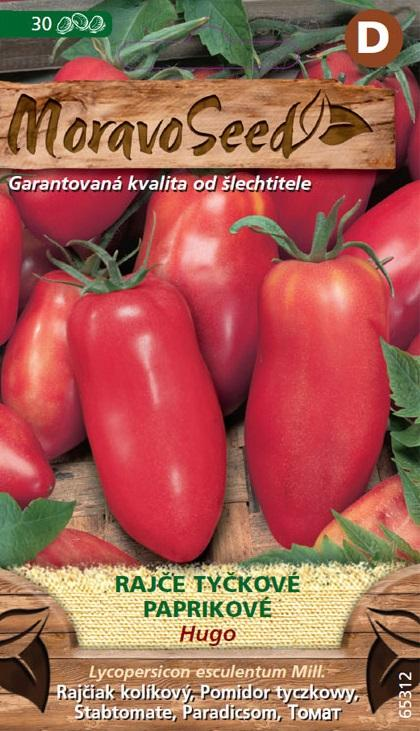 30
D
MoravoSeed
Garantovaná kvalita od šlechtitele
RAJČE TYČKOVÉ
PAPRIKOVÉ
Hugo
Lycopersicon esculentum Mill.
Rajčiak kolíkový, Pomidor tyczkowy,
Stabtomate, Paradicsom, Томат
65312